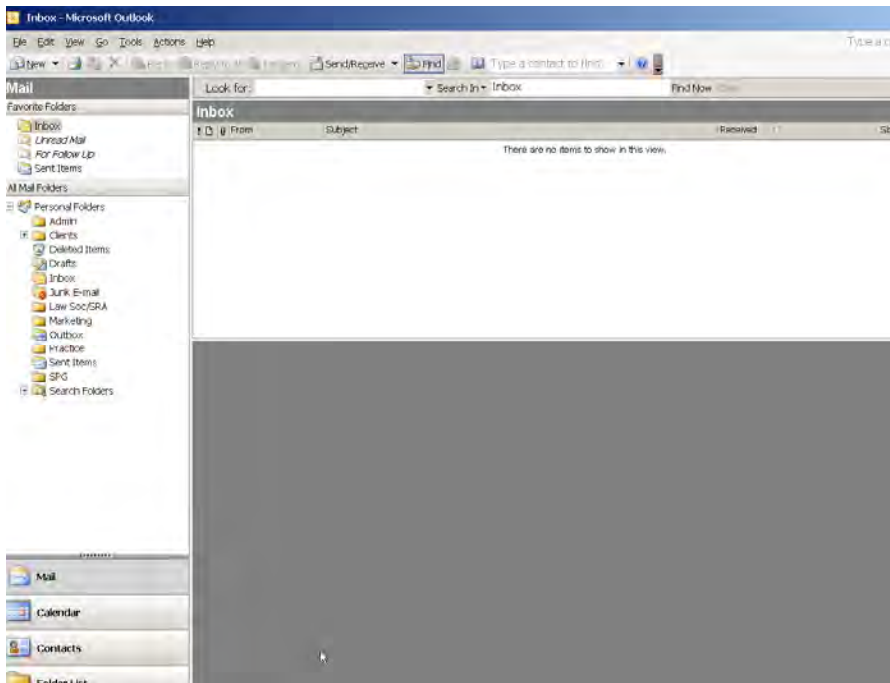 Inbox - Microsoft Outlook
File Edit View Go Tools Actions Help
New Send/Receive Find Type a contact to find
Mail
Look for: Search In Inbox Find Now
Favorite Folders
Inbox
Inbox
Unread Mail
For Follow Up
Sent Items
From Subject Received
There are no items to show in this view.
All Mail Folders
Personal Folders
Admin
Clients
Deleted Items
Drafts
Inbox
Junk E-mail
Law Soc/SRA
Marketing
Outbox
Practice
Sent Items
SPG
Search Folders
Mail
Calendar
Contacts
Folder List